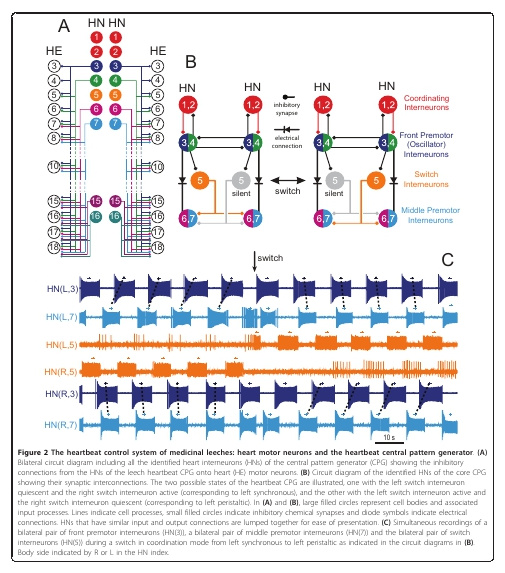 A
HN HN
1 1
HE 2 2 HE
3 3 3 3
4 4 4 4
5 5 5 5
6 6 6 6
7 7 7 7
8 8
10 10
15 15 15 15
16 16 16 16
17 17
18 18
B
HN HN HN HN
1,2 1,2 1,2 1,2
Coordinating
Interneurons
inhibitory
synapse
electrical
connection
3,4 3,4 3,4 3,4
Front Premotor
(Oscillator)
Interneurons
5 5 5 5
silent switch silent
Switch
Interneurons
6,7 6,7 6,7 6,7
Middle Premotor
Interneurons
switch
C
HN(L,3)
HN(L,7)
HN(L,5)
HN(R,5)
HN(R,3)
HN(R,7)
10 s
Figure 2 The heartbeat control system of medicinal leeches: heart motor neurons and the heartbeat central pattern generator. (A)
Bilateral circuit diagram including all the identified heart interneurons (HNs) of the central pattern generator (CPG) showing the inhibitory
connections from the HNs of the leech heartbeat CPG onto heart (HE) motor neurons. (B) Circuit diagram of the identified HNs of the core CPG
showing their synaptic interconnections. The two possible states of the heartbeat CPG are illustrated, one with the left switch interneuron
quiescent and the right switch interneuron active (corresponding to left synchronous), and the other with the left switch interneuron active and
the right switch interneuron quiescent (corresponding to left peristaltic). In (A) and (B), large filled circles represent cell bodies and associated
input processes. Lines indicate cell processes, small filled circles indicate inhibitory chemical synapses and diode symbols indicate electrical
connections. HNs that have similar input and output connections are lumped together for ease of presentation. (C) Simultaneous recordings of a
bilateral pair of front premotor interneurons (HN(3)), a bilateral pair of middle premotor interneurons (HN(7)) and the bilateral pair of switch
interneurons (HN(5)) during a switch in coordination mode from left synchronous to left peristaltic as indicated in the circuit diagrams in (B).
Body side indicated by R or L in the HN index.